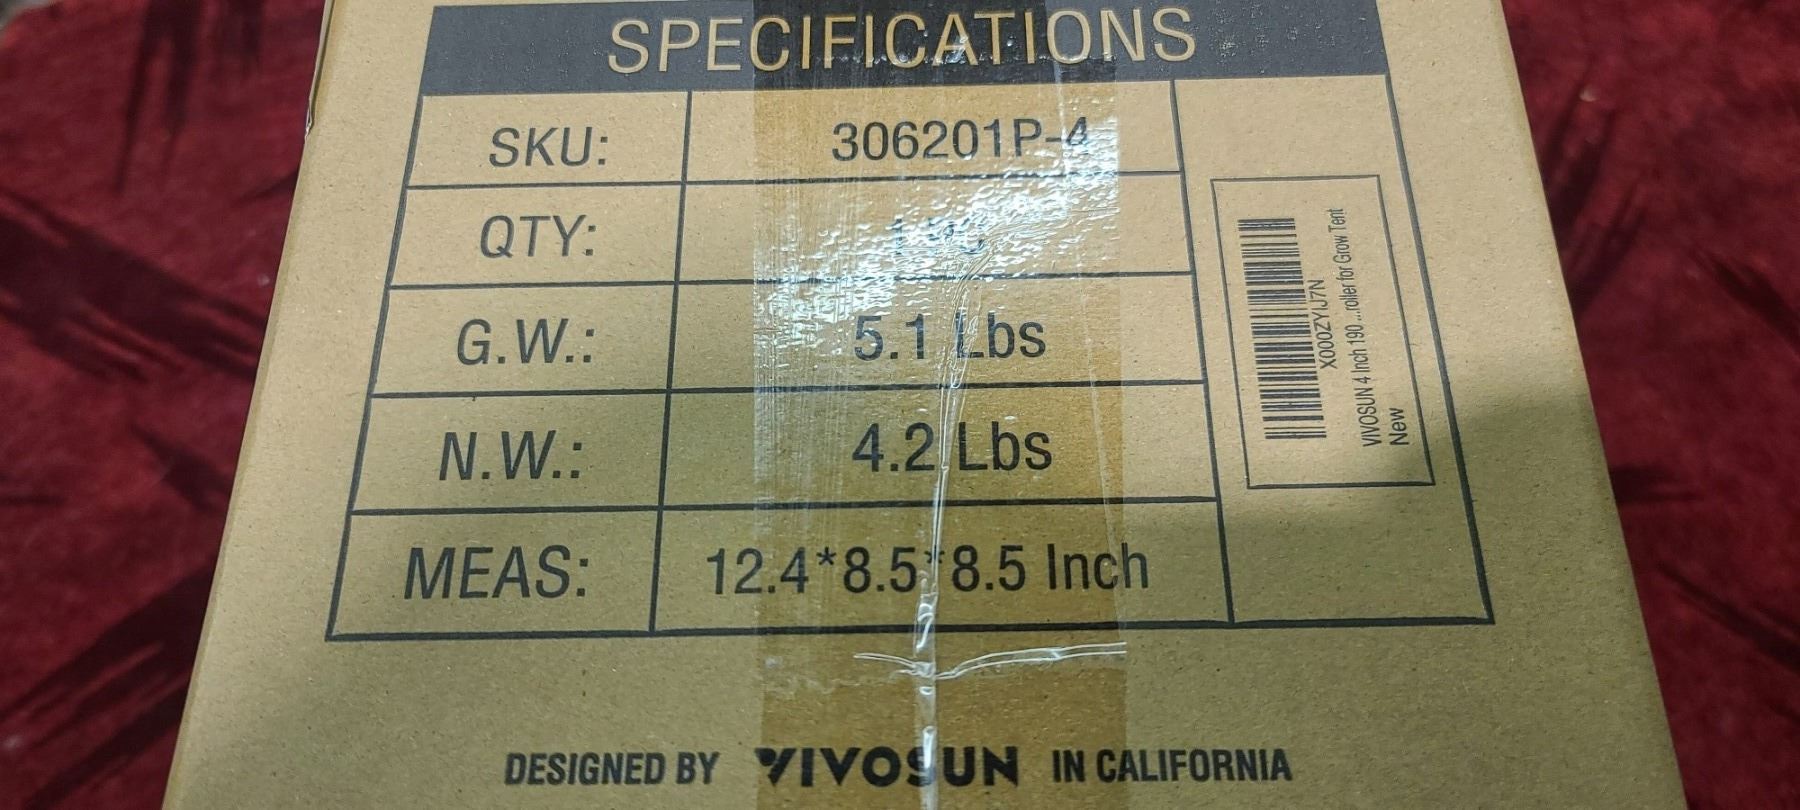 SPECIFICATIONS
SKU: 306201P-4
QTY:
G.W.: 5.1 Lbs
N.W.: 4.2 Lbs
MEAS: 12.4*8.5*8.5 Inch
X000ZYJJ7N
VIVOSUN 4 Inch 190 ...roller for Grow Tent
New
DESIGNED BY VIVOSUN IN CALIFORNIA